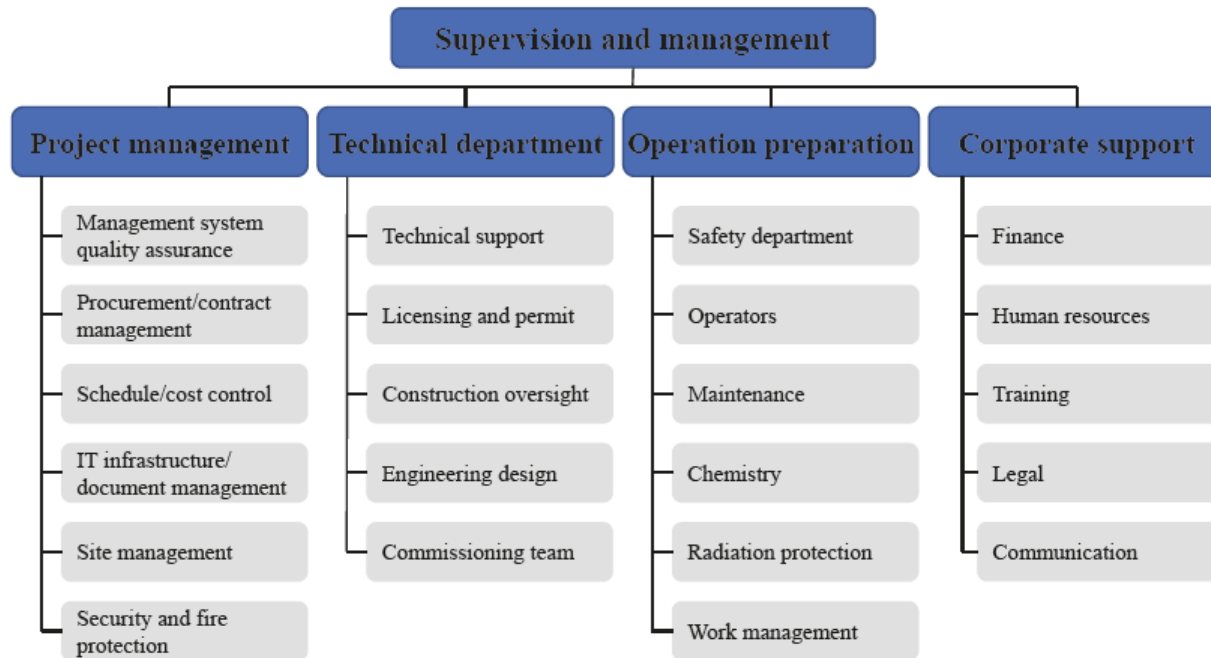 Supervision and management
Project management
Management system
quality assurance
Procurement/contract
management
Schedule/cost control
IT infrastructure/
document management
Site management
Security and fire
protection
Technical department
Technical support
Licensing and permit
Construction oversight
Engineering design
Commissioning team
Operation preparation
Safety department
Operators
Maintenance
Chemistry
Radiation protection
Work management
Corporate support
Finance
Human resources
Training
Legal
Communication